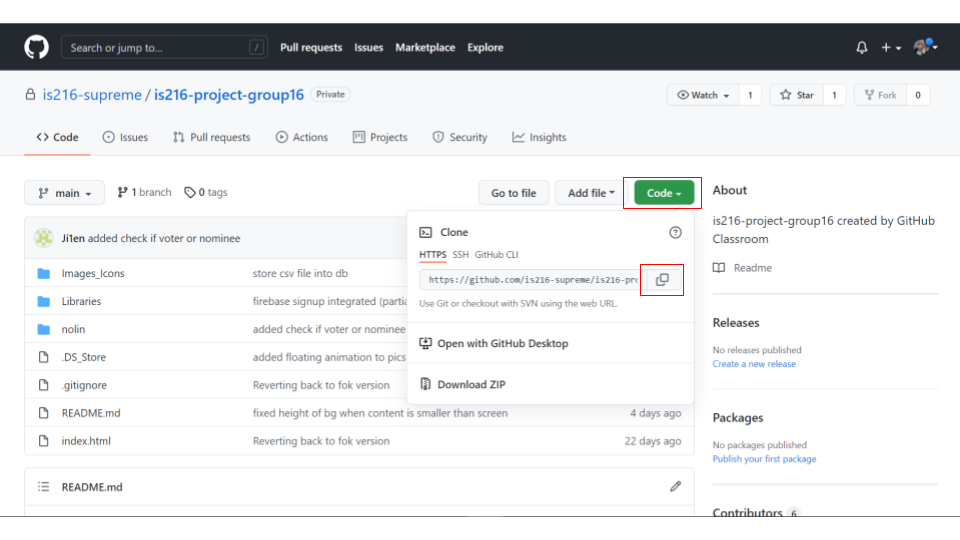 Search or jump to... /
Pull requests Issues Marketplace Explore
is216-supreme / is216-project-group16 Private
Watch 1 Star 1 Fork 0
Code Issues Pull requests Actions Projects Security Insights
main 1 branch 0 tags
Go to file Add file Code
Ji1en added check if voter or nominee
Images_Icons store csv file into db
Libraries firebase signup integrated (partia
nolin added check if voter or nominee
.DS_Store added floating animation to pics
.gitignore Reverting back to fok version
README.md fixed height of bg when content is smaller than screen 4 days ago
index.html Reverting back to fok version 22 days ago
README.md
Clone
HTTPS SSH GitHub CLI
https://github.com/is216-supreme/is216-pro
Use Git or checkout with SVN using the web URL.
Open with GitHub Desktop
Download ZIP
About
is216-project-group16 created by GitHub
Classroom
Readme
Releases
No releases published
Create a new release
Packages
No packages published
Publish your first package
Contributors 6